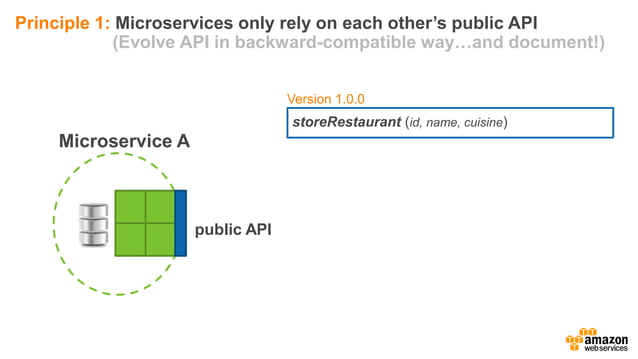 Principle 1: Microservices only rely on each other’s public API
(Evolve API in backward-compatible way…and document!)
Version 1.0.0
storeRestaurant (id, name, cuisine)
Microservice A
public API
amazon
webservices